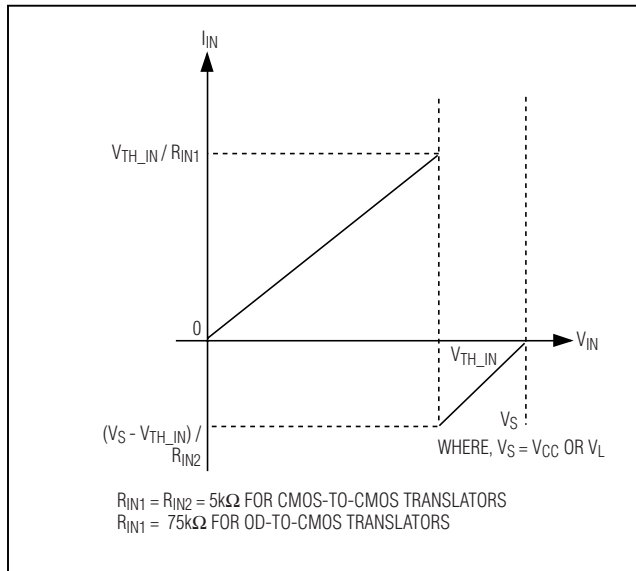 I_IN
V_TH_IN / R_IN1
0
V_IN
V_TH_IN
V_S
(V_S - V_TH_IN) /
R_IN2
WHERE, V_S = V_CC OR V_L
R_IN1 = R_IN2 = 5kΩ FOR CMOS-TO-CMOS TRANSLATORS
R_IN1 = 75kΩ FOR OD-TO-CMOS TRANSLATORS